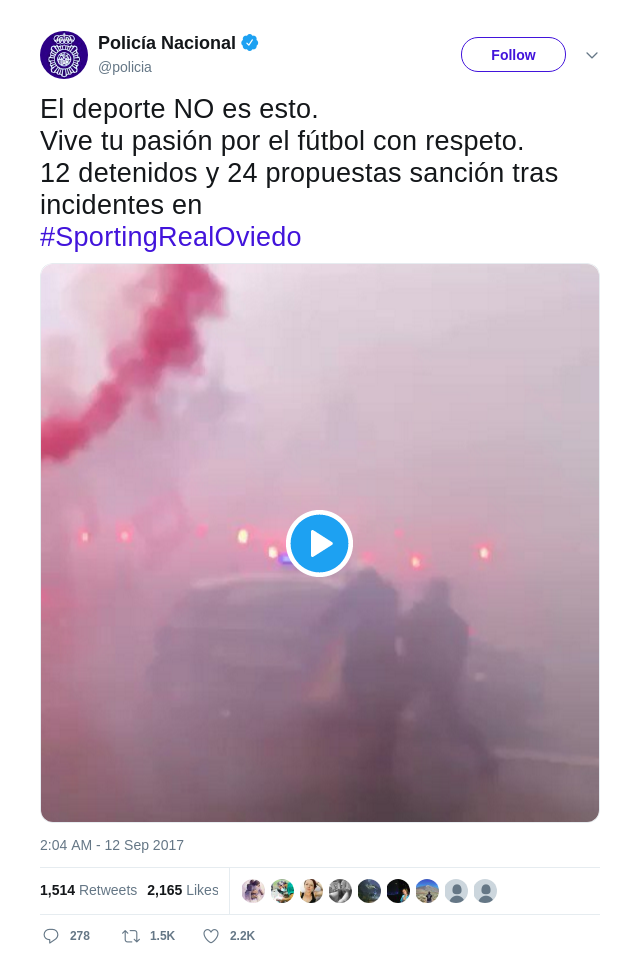 Policía Nacional
@policia
Follow
El deporte NO es esto.
Vive tu pasión por el fútbol con respeto.
12 detenidos y 24 propuestas sanción tras
incidentes en
#SportingRealOviedo
2:04 AM - 12 Sep 2017
1,514 Retweets 2,165 Likes
278 1.5K 2.2K